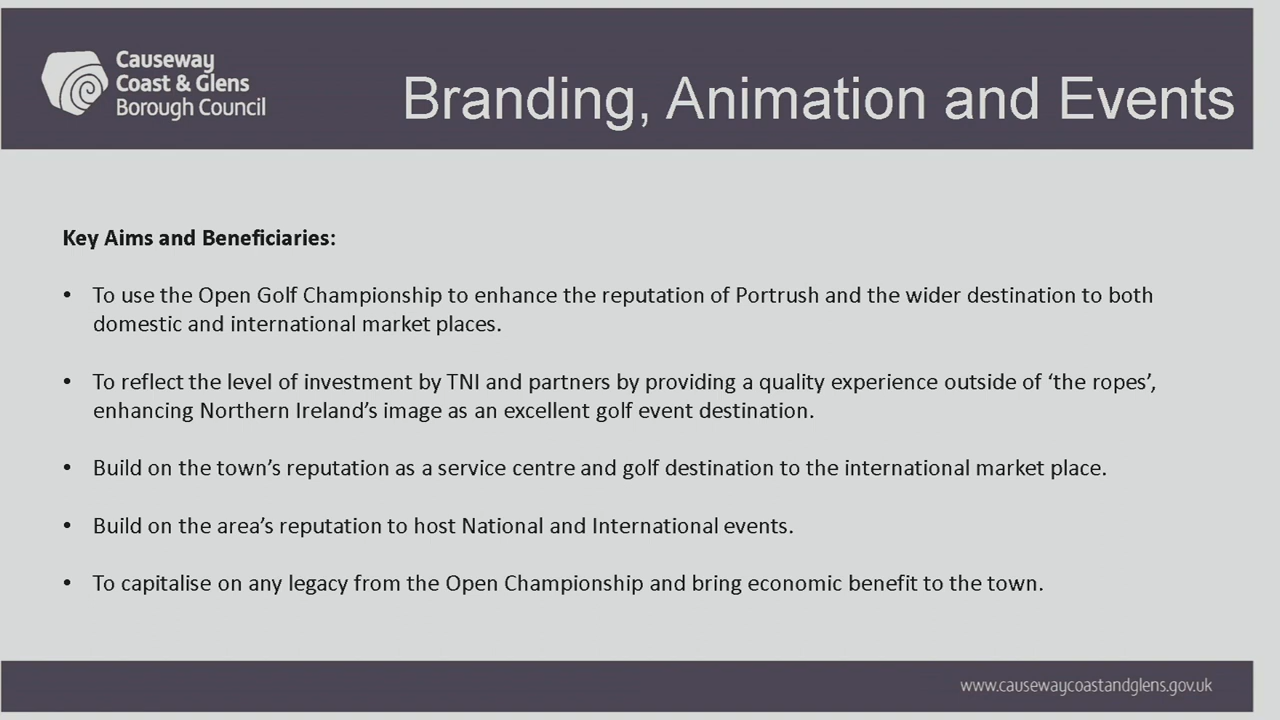 Causeway
Coast & Glens
Borough Council
Branding, Animation and Events
Key Aims and Beneficiaries:
• To use the Open Golf Championship to enhance the reputation of Portrush and the wider destination to both
domestic and international market places.
• To reflect the level of investment by TNI and partners by providing a quality experience outside of ‘the ropes’,
enhancing Northern Ireland’s image as an excellent golf event destination.
• Build on the town’s reputation as a service centre and golf destination to the international market place.
• Build on the area’s reputation to host National and International events.
• To capitalise on any legacy from the Open Championship and bring economic benefit to the town.
www.causewaycoastandglens.gov.uk